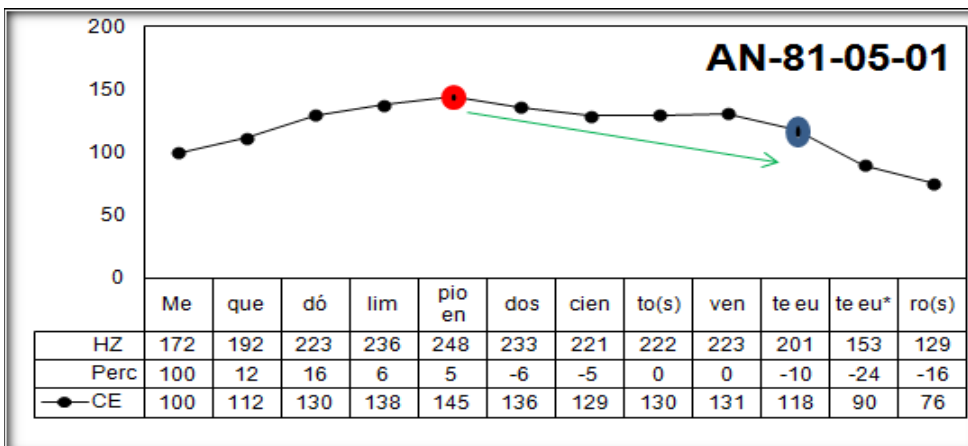 200
AN-81-05-01
150
100
50
0
Me que dó lim pio en dos cien to(s) ven te eu te eu* ro(s)
HZ 172 192 223 236 248 233 221 222 223 201 153 129
Perc 100 12 16 6 5 -6 -5 0 0 -10 -24 -16
CE 100 112 130 138 145 136 129 130 131 118 90 76